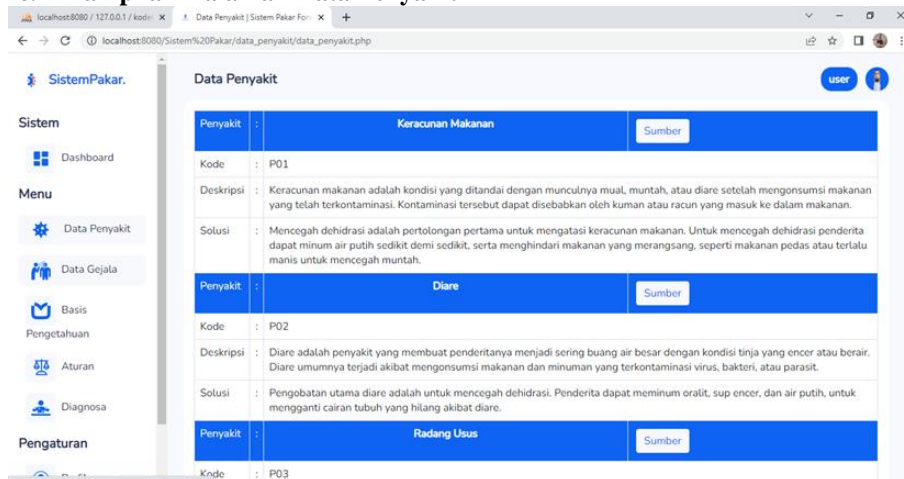 localhost:8080 / 127.0.0.1 / kode
Data Penyakit | Sistem Pakar For
localhost:8080/Sistem%20Pakar/data_penyakit/data_penyakit.php
SistemPakar.
Data Penyakit
user
Sistem
Dashboard
Menu
Data Penyakit
Data Gejala
Basis
Pengetahuan
Aturan
Diagnosa
Pengaturan
Penyakit : Keracunan Makanan Sumber
Kode : P01
Deskripsi : Keracunan makanan adalah kondisi yang ditandai dengan munculnya mual, muntah, atau diare setelah mengonsumsi makanan
yang telah terkontaminasi. Kontaminasi tersebut dapat disebabkan oleh kuman atau racun yang masuk ke dalam makanan.
Solusi : Mencegah dehidrasi adalah pertolongan pertama untuk mengatasi keracunan makanan. Untuk mencegah dehidrasi penderita
dapat minum air putih sedikit demi sedikit, serta menghindari makanan yang merangsang, seperti makanan pedas atau terlalu
manis untuk mencegah muntah.
Penyakit : Diare Sumber
Kode : P02
Deskripsi : Diare adalah penyakit yang membuat penderitanya menjadi sering buang air besar dengan kondisi tinja yang encer atau berair.
Diare umumnya terjadi akibat mengonsumsi makanan dan minuman yang terkontaminasi virus, bakteri, atau parasit.
Solusi : Pengobatan utama diare adalah untuk mencegah dehidrasi. Penderita dapat meminum oralit, sup encer, dan air putih, untuk
mengganti cairan tubuh yang hilang akibat diare.
Penyakit : Radang Usus Sumber
Kode : P03